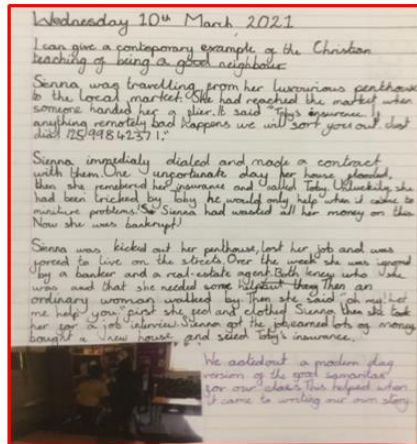 Wednesday 10th March, 2021
I can give a contemporary example of the Christian
teaching of being a good neighbour
Sienna was travelling from her luxurious penthouse
to the local market. She had reached the market when
someone handed her a flier. It said "Toby's insurence if
anything remotely bad happens we will sort you out. Just
dial: 1259984 2371."
Sienna immediatly dialed and made a contract
with them. One unfortunate day her house flooded,
then she remebered her insurance and called Toby. Unluckily she
had been tricked by Toby he would only help when it came to
miniture problems! Sienna had wasted all her money on this.
Now she was bankrupt!
Sienna was kicked out her penthouse, lost her job and was
forced to live on the streets. Over the week she was ignored
by a banker and a real-estate agent. Both knew who she
was and that she needed some help Then an
ordinary woman walked by. Then she said "oh my! let
me help you" first she feed and clothed Sienna then she took
her for a job interview. Sienna got the job, earned lots of money
bought a new house and sued Toby's insurance.
We acted out a modern day
version of the good samaritan
for our class. This helped when
it came to writing our own story.